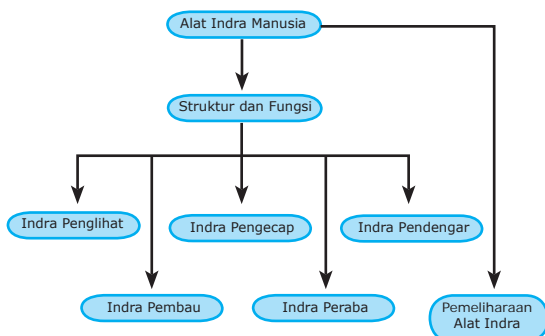 Alat Indra Manusia
Struktur dan Fungsi
Indra Penglihat
Indra Pengecap
Indra Pendengar
Indra Pembau
Indra Peraba
Pemeliharaan
Alat Indra